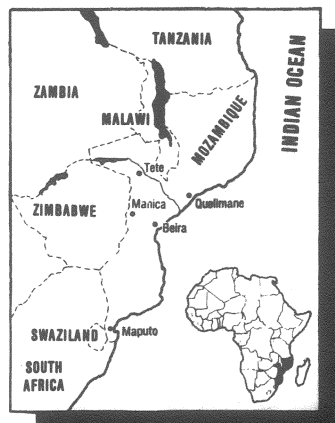 TANZANIA
INDIAN OCEAN
ZAMBIA
MALAWI
MOZAMBIQUE
Tete
ZIMBABWE
Manica
Quelimane
Beira
SWAZILAND
Maputo
SOUTH
AFRICA